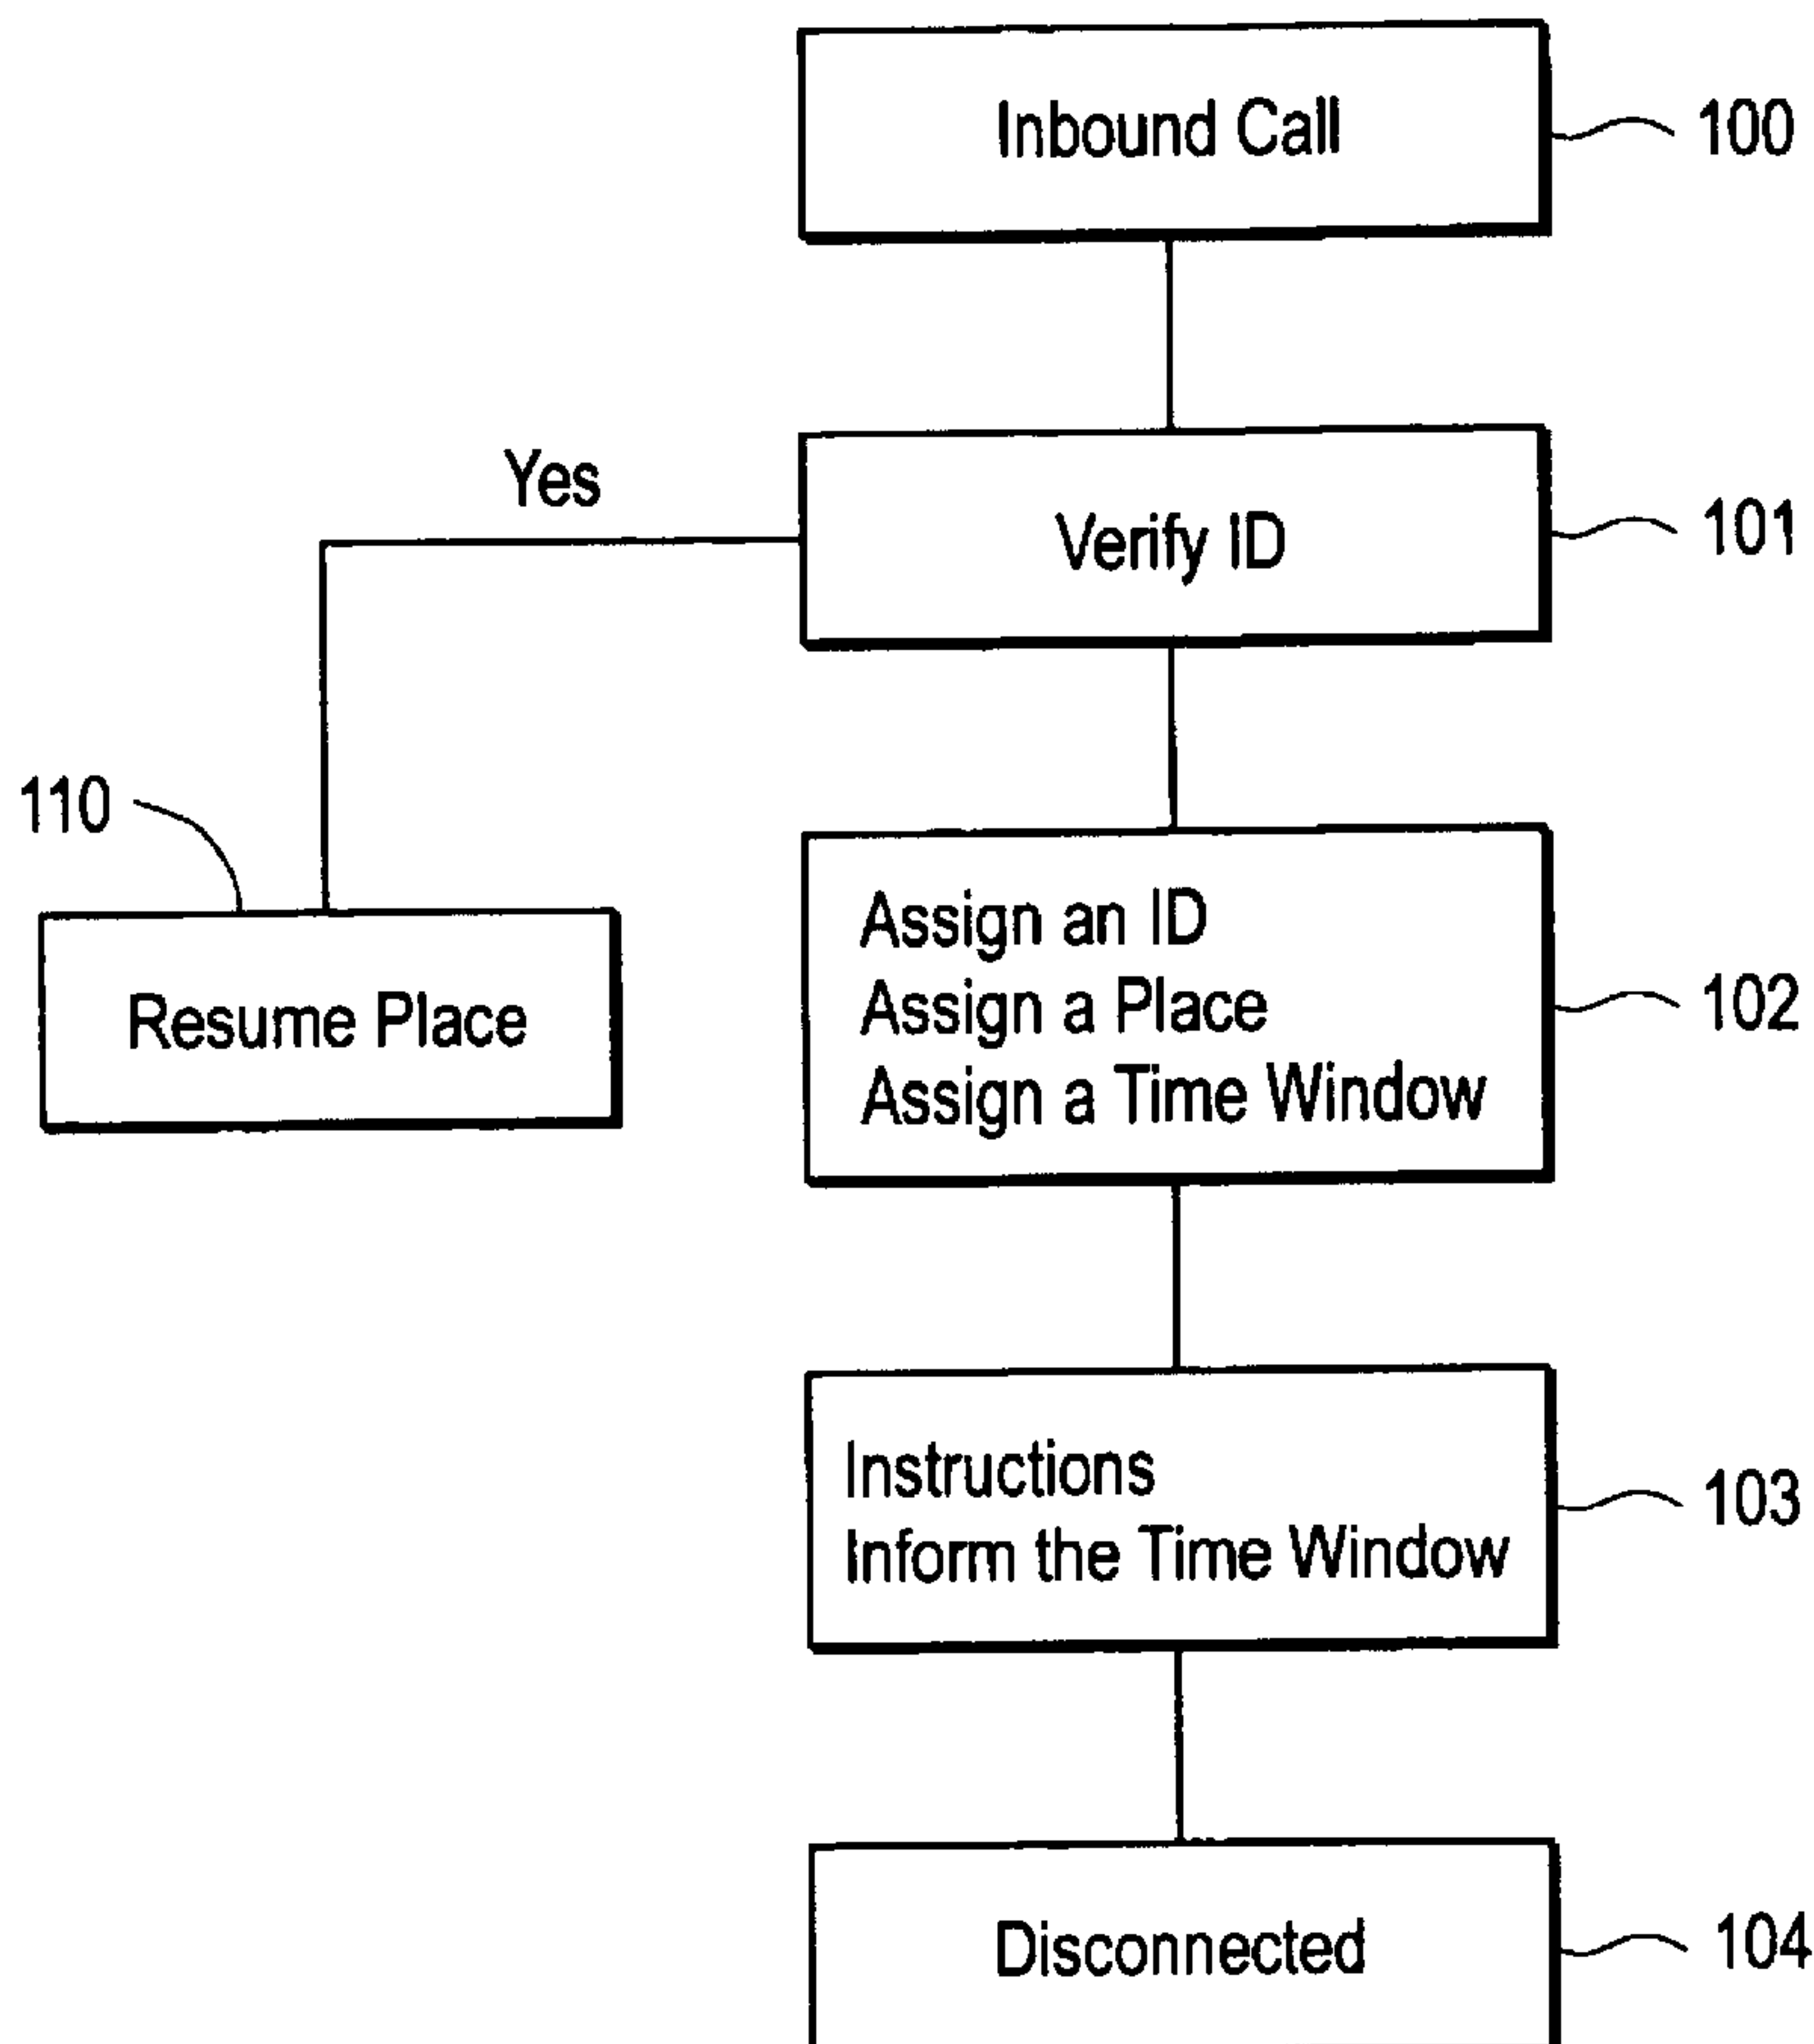 Inbound Call
100
Yes
Verify ID
101
110
Resume Place
Assign an ID
Assign a Place
Assign a Time Window
102
Instructions
Inform the Time Window
103
Disconnected
104